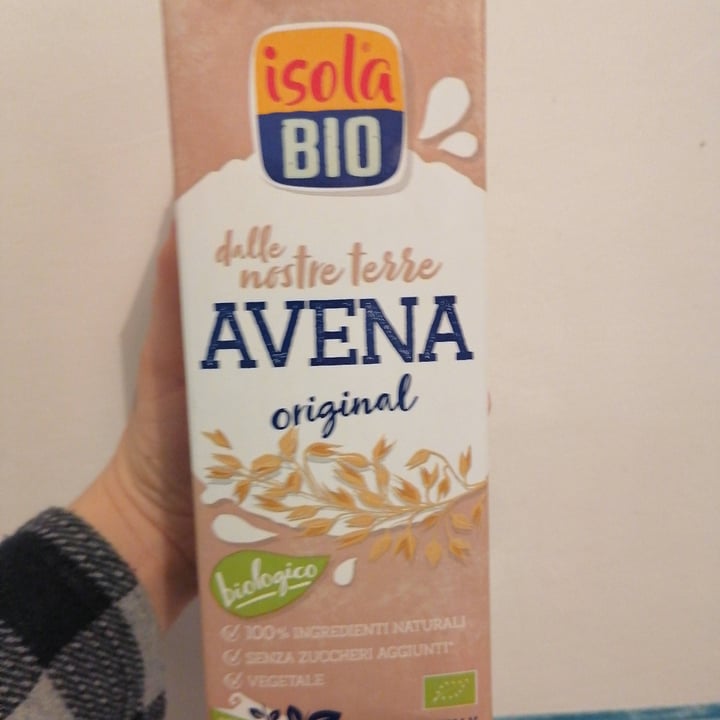 isola
BIO
dalle
nostre terre
AVENA
original
biologico
100% INGREDIENTI NATURALI
SENZA ZUCCHERI AGGIUNTI*
VEGETALE